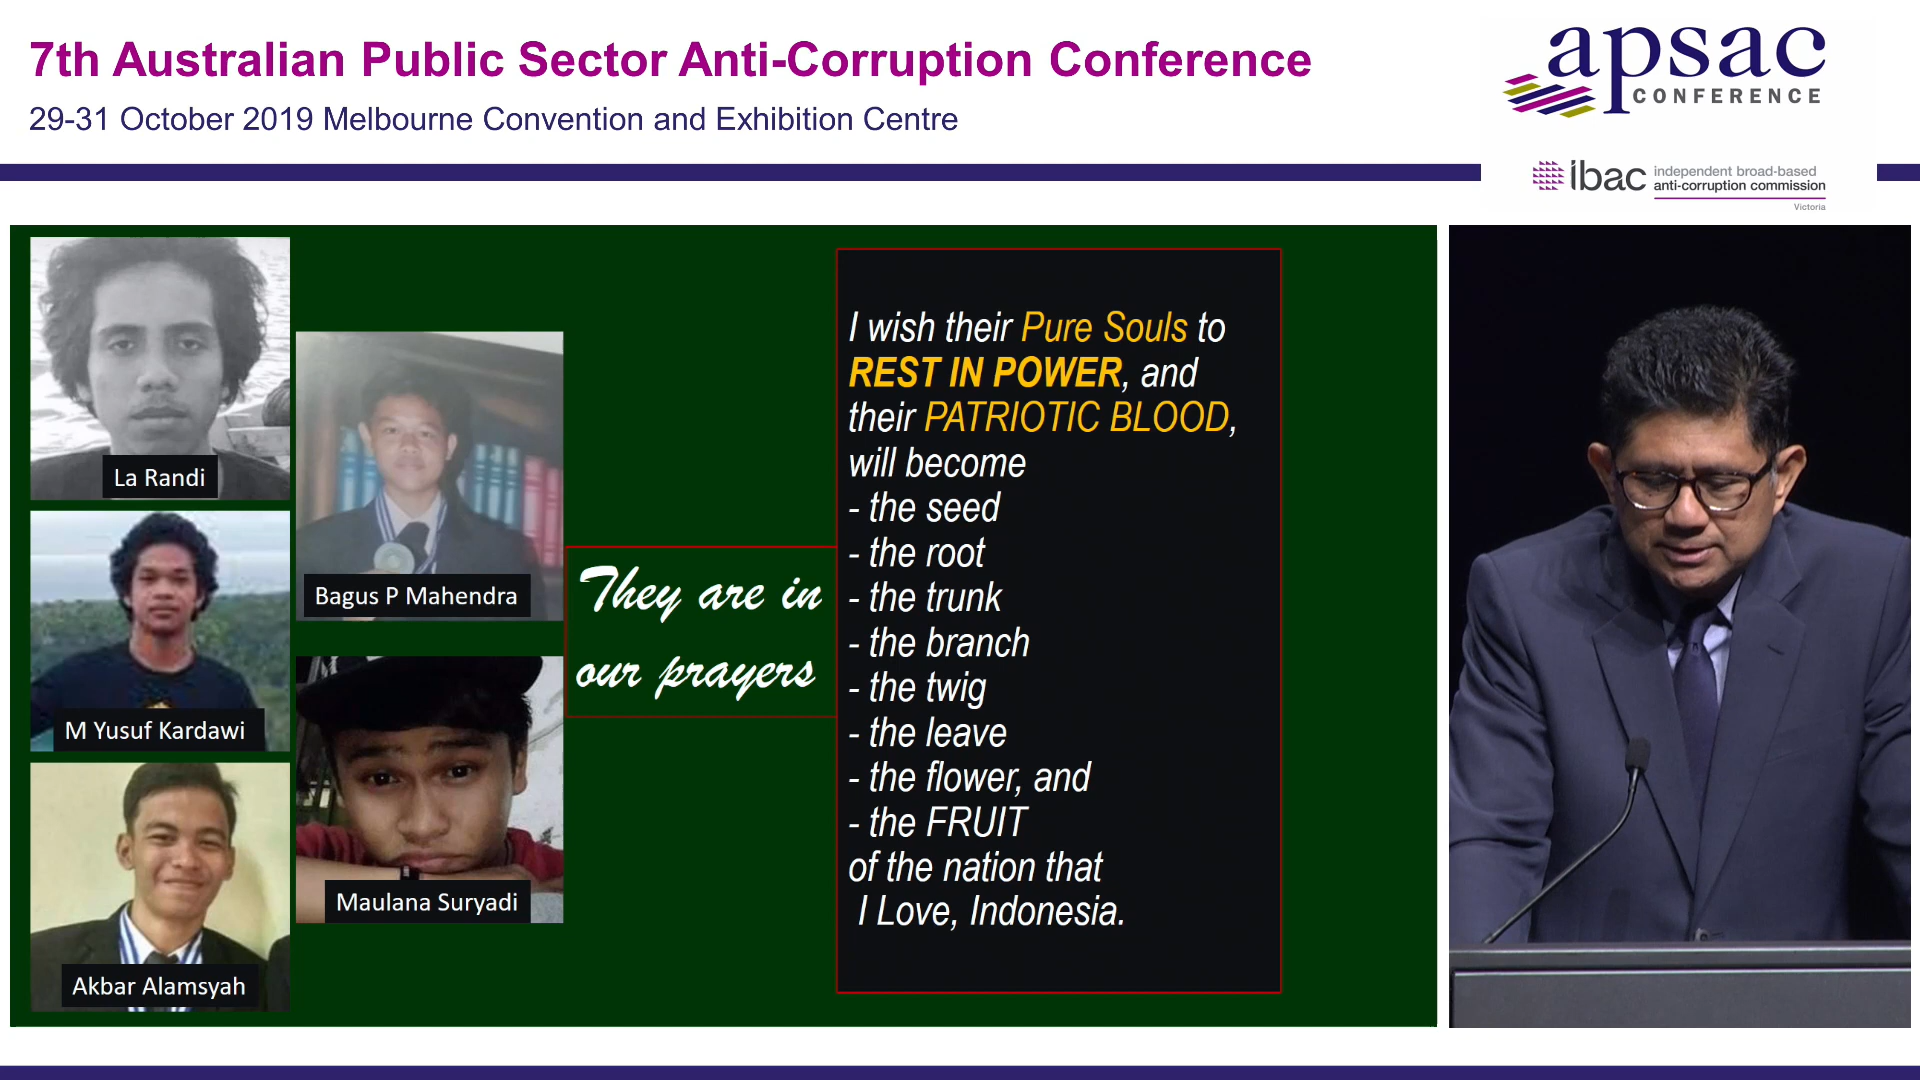 7th Australian Public Sector Anti-Corruption Conference
29-31 October 2019 Melbourne Convention and Exhibition Centre
apsac
CONFERENCE
ibac
independent broad-based
anti-corruption commission
Victoria
La Randi
Bagus P Mahendra
M Yusuf Kardawi
Maulana Suryadi
Akbar Alamsyah
They are in
our prayers
I wish their Pure Souls to
REST IN POWER, and
their PATRIOTIC BLOOD,
will become
- the seed
- the root
- the trunk
- the branch
- the twig
- the leave
- the flower, and
- the FRUIT
of the nation that
I Love, Indonesia.